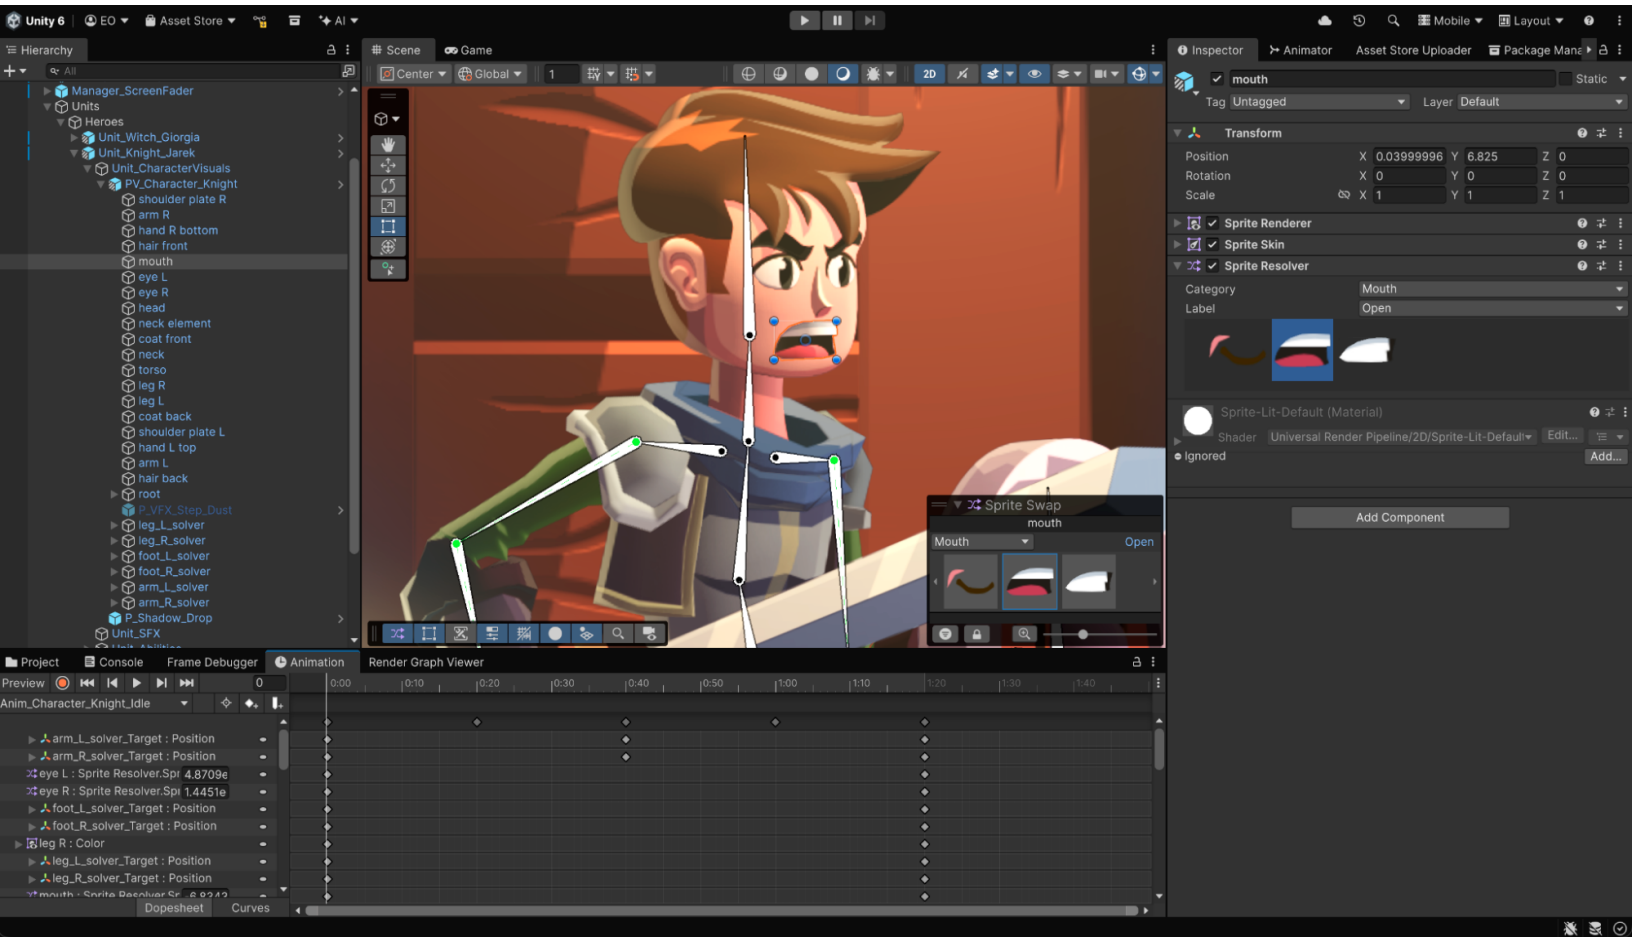 Unity 6 EO Asset Store AI Mobile Layout
Hierarchy
All
Manager_ScreenFader
Units
Heroes
Unit_Witch_Giorgia
Unit_Knight_Jarek
Unit_CharacterVisuals
PV_Character_Knight
shoulder plate R
arm R
hand R bottom
hair front
mouth
eye L
eye R
head
neck element
coat front
neck
torso
leg R
leg L
coat back
shoulder plate L
hand L top
arm L
hair back
root
P_VFX_Step_Dust
leg_L_solver
leg_R_solver
foot_L_solver
foot_R_solver
arm_L_solver
arm_R_solver
P_Shadow_Drop
Unit_SFX
Scene Game
Center Global 1 2D
Sprite Swap
mouth
Mouth Open
Inspector Animator Asset Store Uploader Package Mana
mouth Static
Tag Untagged Layer Default
Transform
Position X 0.03999996 Y 6.825 Z 0
Rotation X 0 Y 0 Z 0
Scale X 1 Y 1 Z 1
Sprite Renderer
Sprite Skin
Sprite Resolver
Category Mouth
Label Open
Sprite-Lit-Default (Material)
Shader Universal Render Pipeline/2D/Sprite-Lit-Default Edit...
Ignored Add...
Add Component
Project Console Frame Debugger Animation Render Graph Viewer
Preview 0
0:00 0:10 0:20 0:30 0:40 0:50 1:00 1:10 1:20 1:30 1:40
Anim_Character_Knight_Idle
arm_L_solver_Target : Position
arm_R_solver_Target : Position
eye L : Sprite Resolver.Spr 4.8709e
eye R : Sprite Resolver.Spr 1.4451e
foot_L_solver_Target : Position
foot_R_solver_Target : Position
leg R : Color
leg_L_solver_Target : Position
leg_R_solver_Target : Position
mouth : Sprite Resolver.Sr
Dopesheet Curves